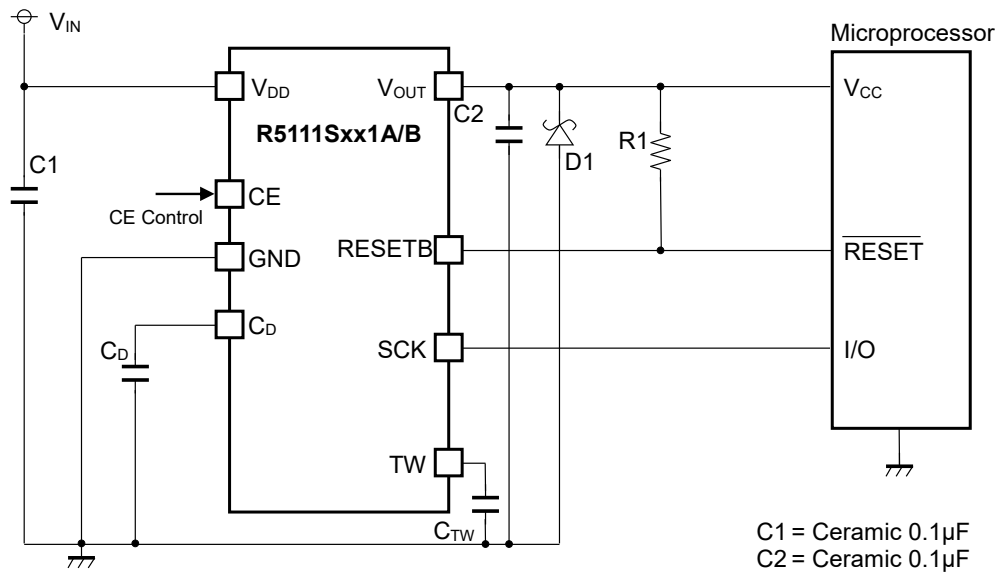 VIN
Microprocessor
VDD
VOUT
C2
VCC
R5111Sxx1A/B
C1
R1
D1
CE
CE Control
GND
RESETB
RESET
CD
CD
SCK
I/O
TW
CTW
C1 = Ceramic 0.1μF
C2 = Ceramic 0.1μF